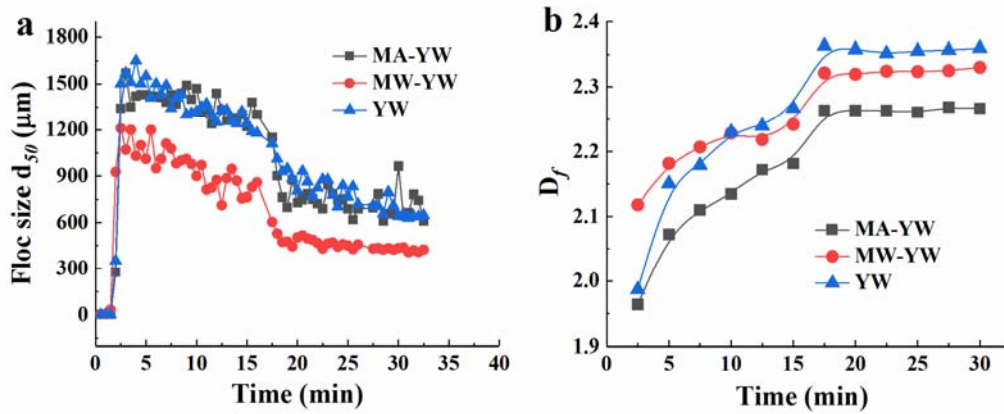 a
Floc size d50 (µm)
1800
1500
1200
900
600
300
0
MA-YW
MW-YW
YW
0 5 10 15 20 25 30 35 40
Time (min)
b
Df
2.4
2.3
2.2
2.1
2.0
1.9
MA-YW
MW-YW
YW
0 5 10 15 20 25 30
Time (min)